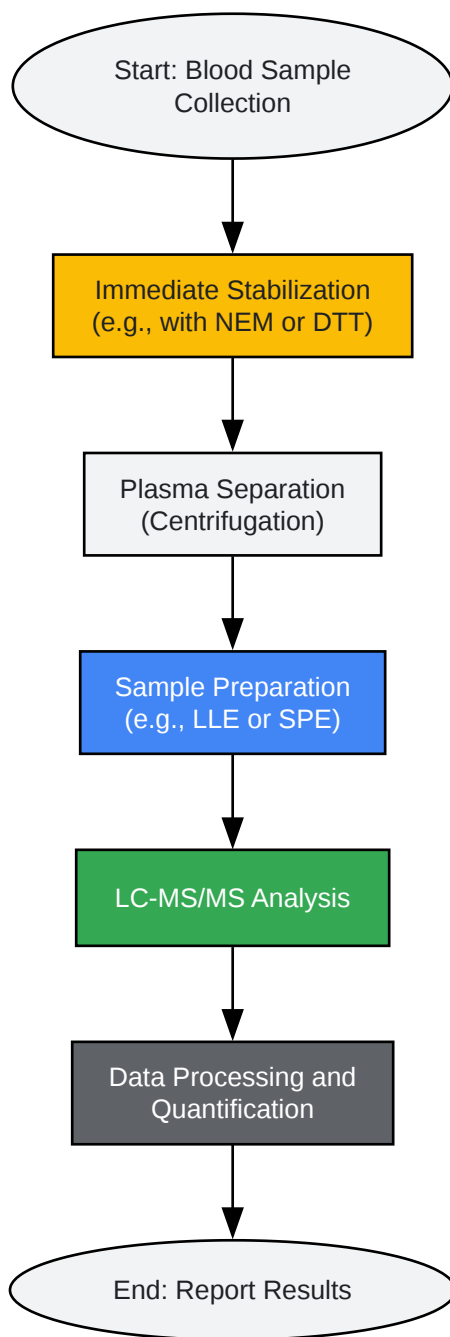 Start: Blood Sample
Collection
Immediate Stabilization
(e.g., with NEM or DTT)
Plasma Separation
(Centrifugation)
Sample Preparation
(e.g., LLE or SPE)
LC-MS/MS Analysis
Data Processing and
Quantification
End: Report Results